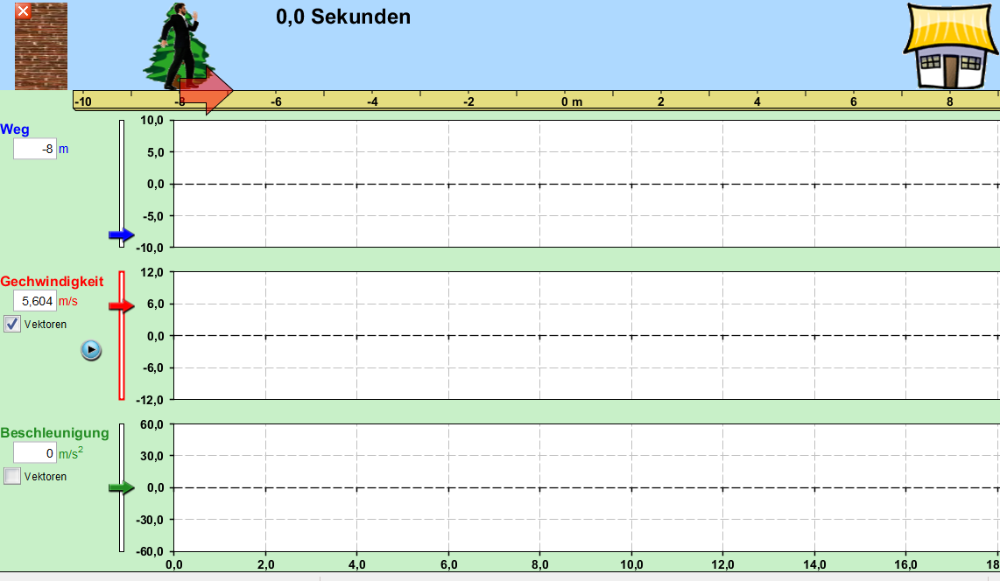 0,0 Sekunden
-10 -8 -6 -4 -2 0 m 2 4 6 8
Weg
-8 m
10,0
5,0
0,0
-5,0
-10,0
Gechwindigkeit
5,604 m/s
Vektoren
12,0
6,0
0,0
-6,0
-12,0
Beschleunigung
0 m/s²
Vektoren
60,0
30,0
0,0
-30,0
-60,0
0,0 2,0 4,0 6,0 8,0 10,0 12,0 14,0 16,0 18